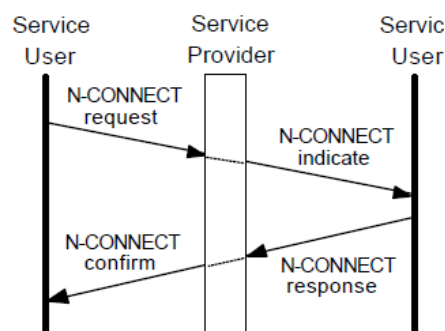 Service
User
Service
Provider
Servic
User
N-CONNECT
request
N-CONNECT
indicate
N-CONNECT
confirm
N-CONNECT
response